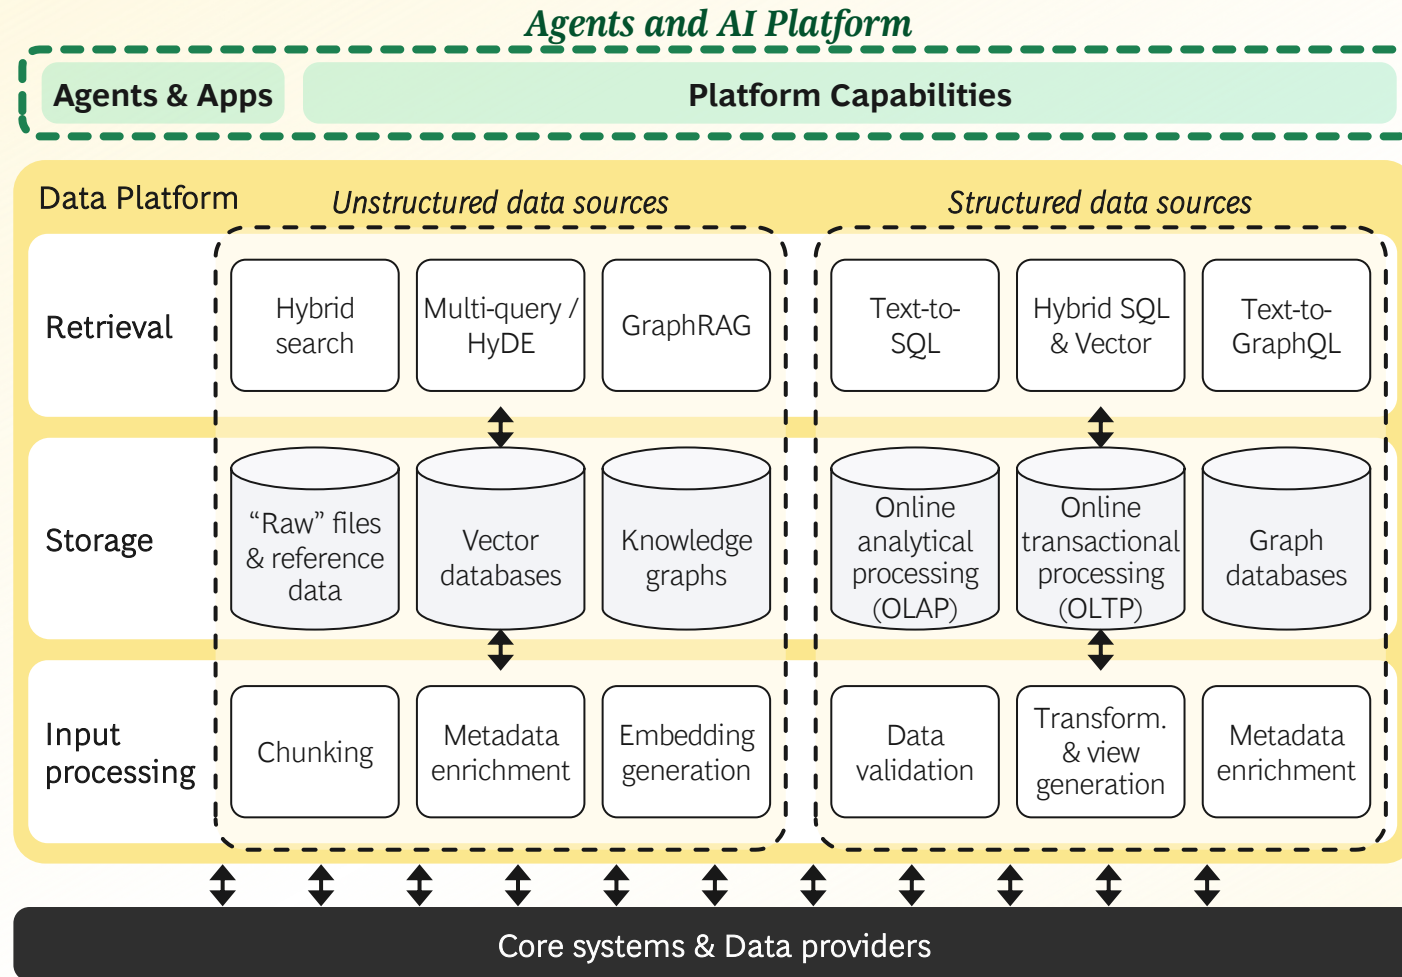 Agents and AI Platform
Agents & Apps
Platform Capabilities
Data Platform
Unstructured data sources
Structured data sources
Retrieval
Hybrid
search
Multi-query /
HyDE
GraphRAG
Text-to-
SQL
Hybrid SQL
& Vector
Text-to-
GraphQL
Storage
“Raw” files
& reference
data
Vector
databases
Knowledge
graphs
Online
analytical
processing
(OLAP)
Online
transactional
processing
(OLTP)
Graph
databases
Input
processing
Chunking
Metadata
enrichment
Embedding
generation
Data
validation
Transform.
& view
generation
Metadata
enrichment
Core systems & Data providers